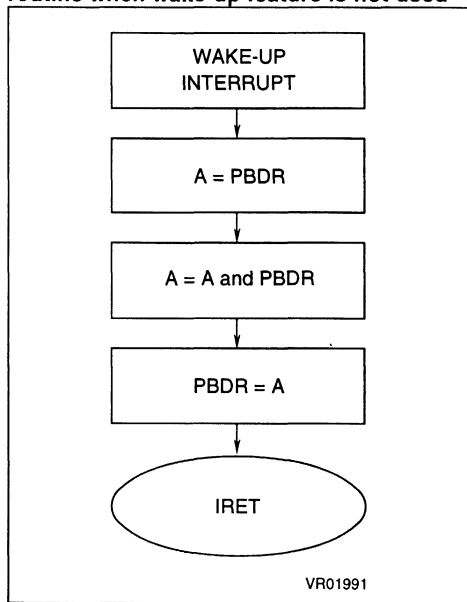 routine when wake-up feature is not used
WAKE-UP
INTERRUPT
A = PBDR
A = A and PBDR
PBDR = A
IRET
VR01991